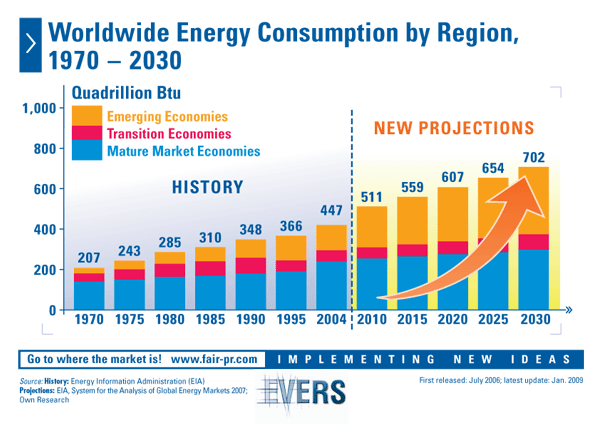 Worldwide Energy Consumption by Region,
1970 – 2030
Quadrillion Btu
1,000
800
600
400
200
0
Emerging Economies
Transition Economies
Mature Market Economies
HISTORY
NEW PROJECTIONS
207 243 285 310 348 366 447 511 559 607 654 702
1970 1975 1980 1985 1990 1995 2004 2010 2015 2020 2025 2030
Go to where the market is! www.fair-pr.com IMPLEMENTING NEW IDEAS
Source: History: Energy Information Administration (EIA)
Projections: EIA, System for the Analysis of Global Energy Markets 2007;
Own Research
EVERS
First released: July 2006; latest update: Jan. 2009